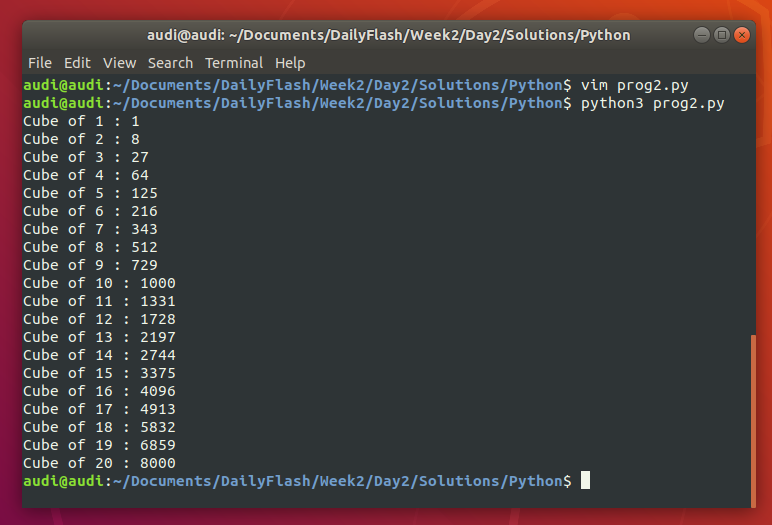 audi@audi: ~/Documents/DailyFlash/Week2/Day2/Solutions/Python
File Edit View Search Terminal Help
audi@audi:~/Documents/DailyFlash/Week2/Day2/Solutions/Python$ vim prog2.py
audi@audi:~/Documents/DailyFlash/Week2/Day2/Solutions/Python$ python3 prog2.py
Cube of 1 : 1
Cube of 2 : 8
Cube of 3 : 27
Cube of 4 : 64
Cube of 5 : 125
Cube of 6 : 216
Cube of 7 : 343
Cube of 8 : 512
Cube of 9 : 729
Cube of 10 : 1000
Cube of 11 : 1331
Cube of 12 : 1728
Cube of 13 : 2197
Cube of 14 : 2744
Cube of 15 : 3375
Cube of 16 : 4096
Cube of 17 : 4913
Cube of 18 : 5832
Cube of 19 : 6859
Cube of 20 : 8000
audi@audi:~/Documents/DailyFlash/Week2/Day2/Solutions/Python$